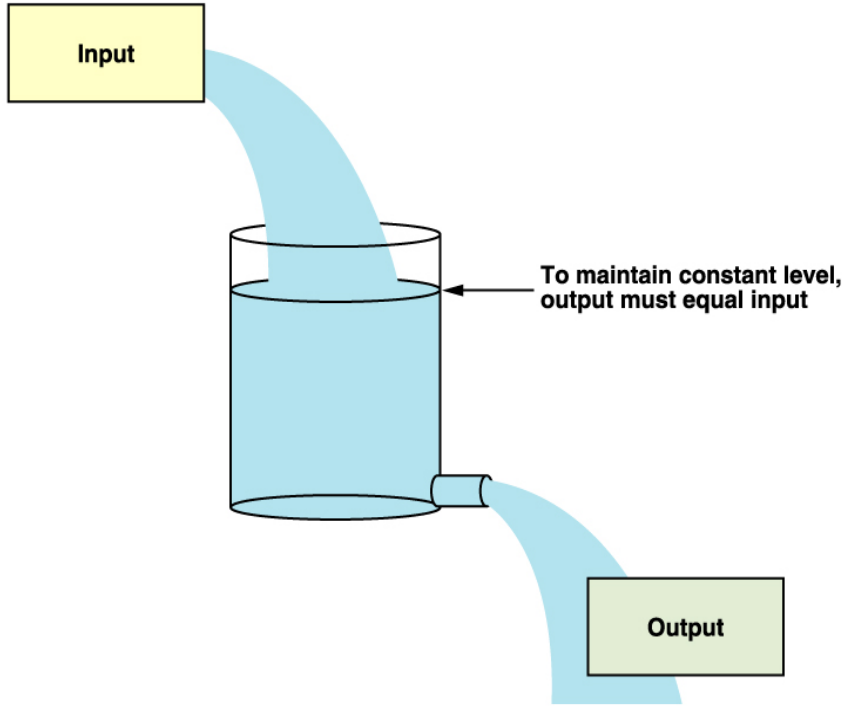 Input
To maintain constant level,
output must equal input
Output